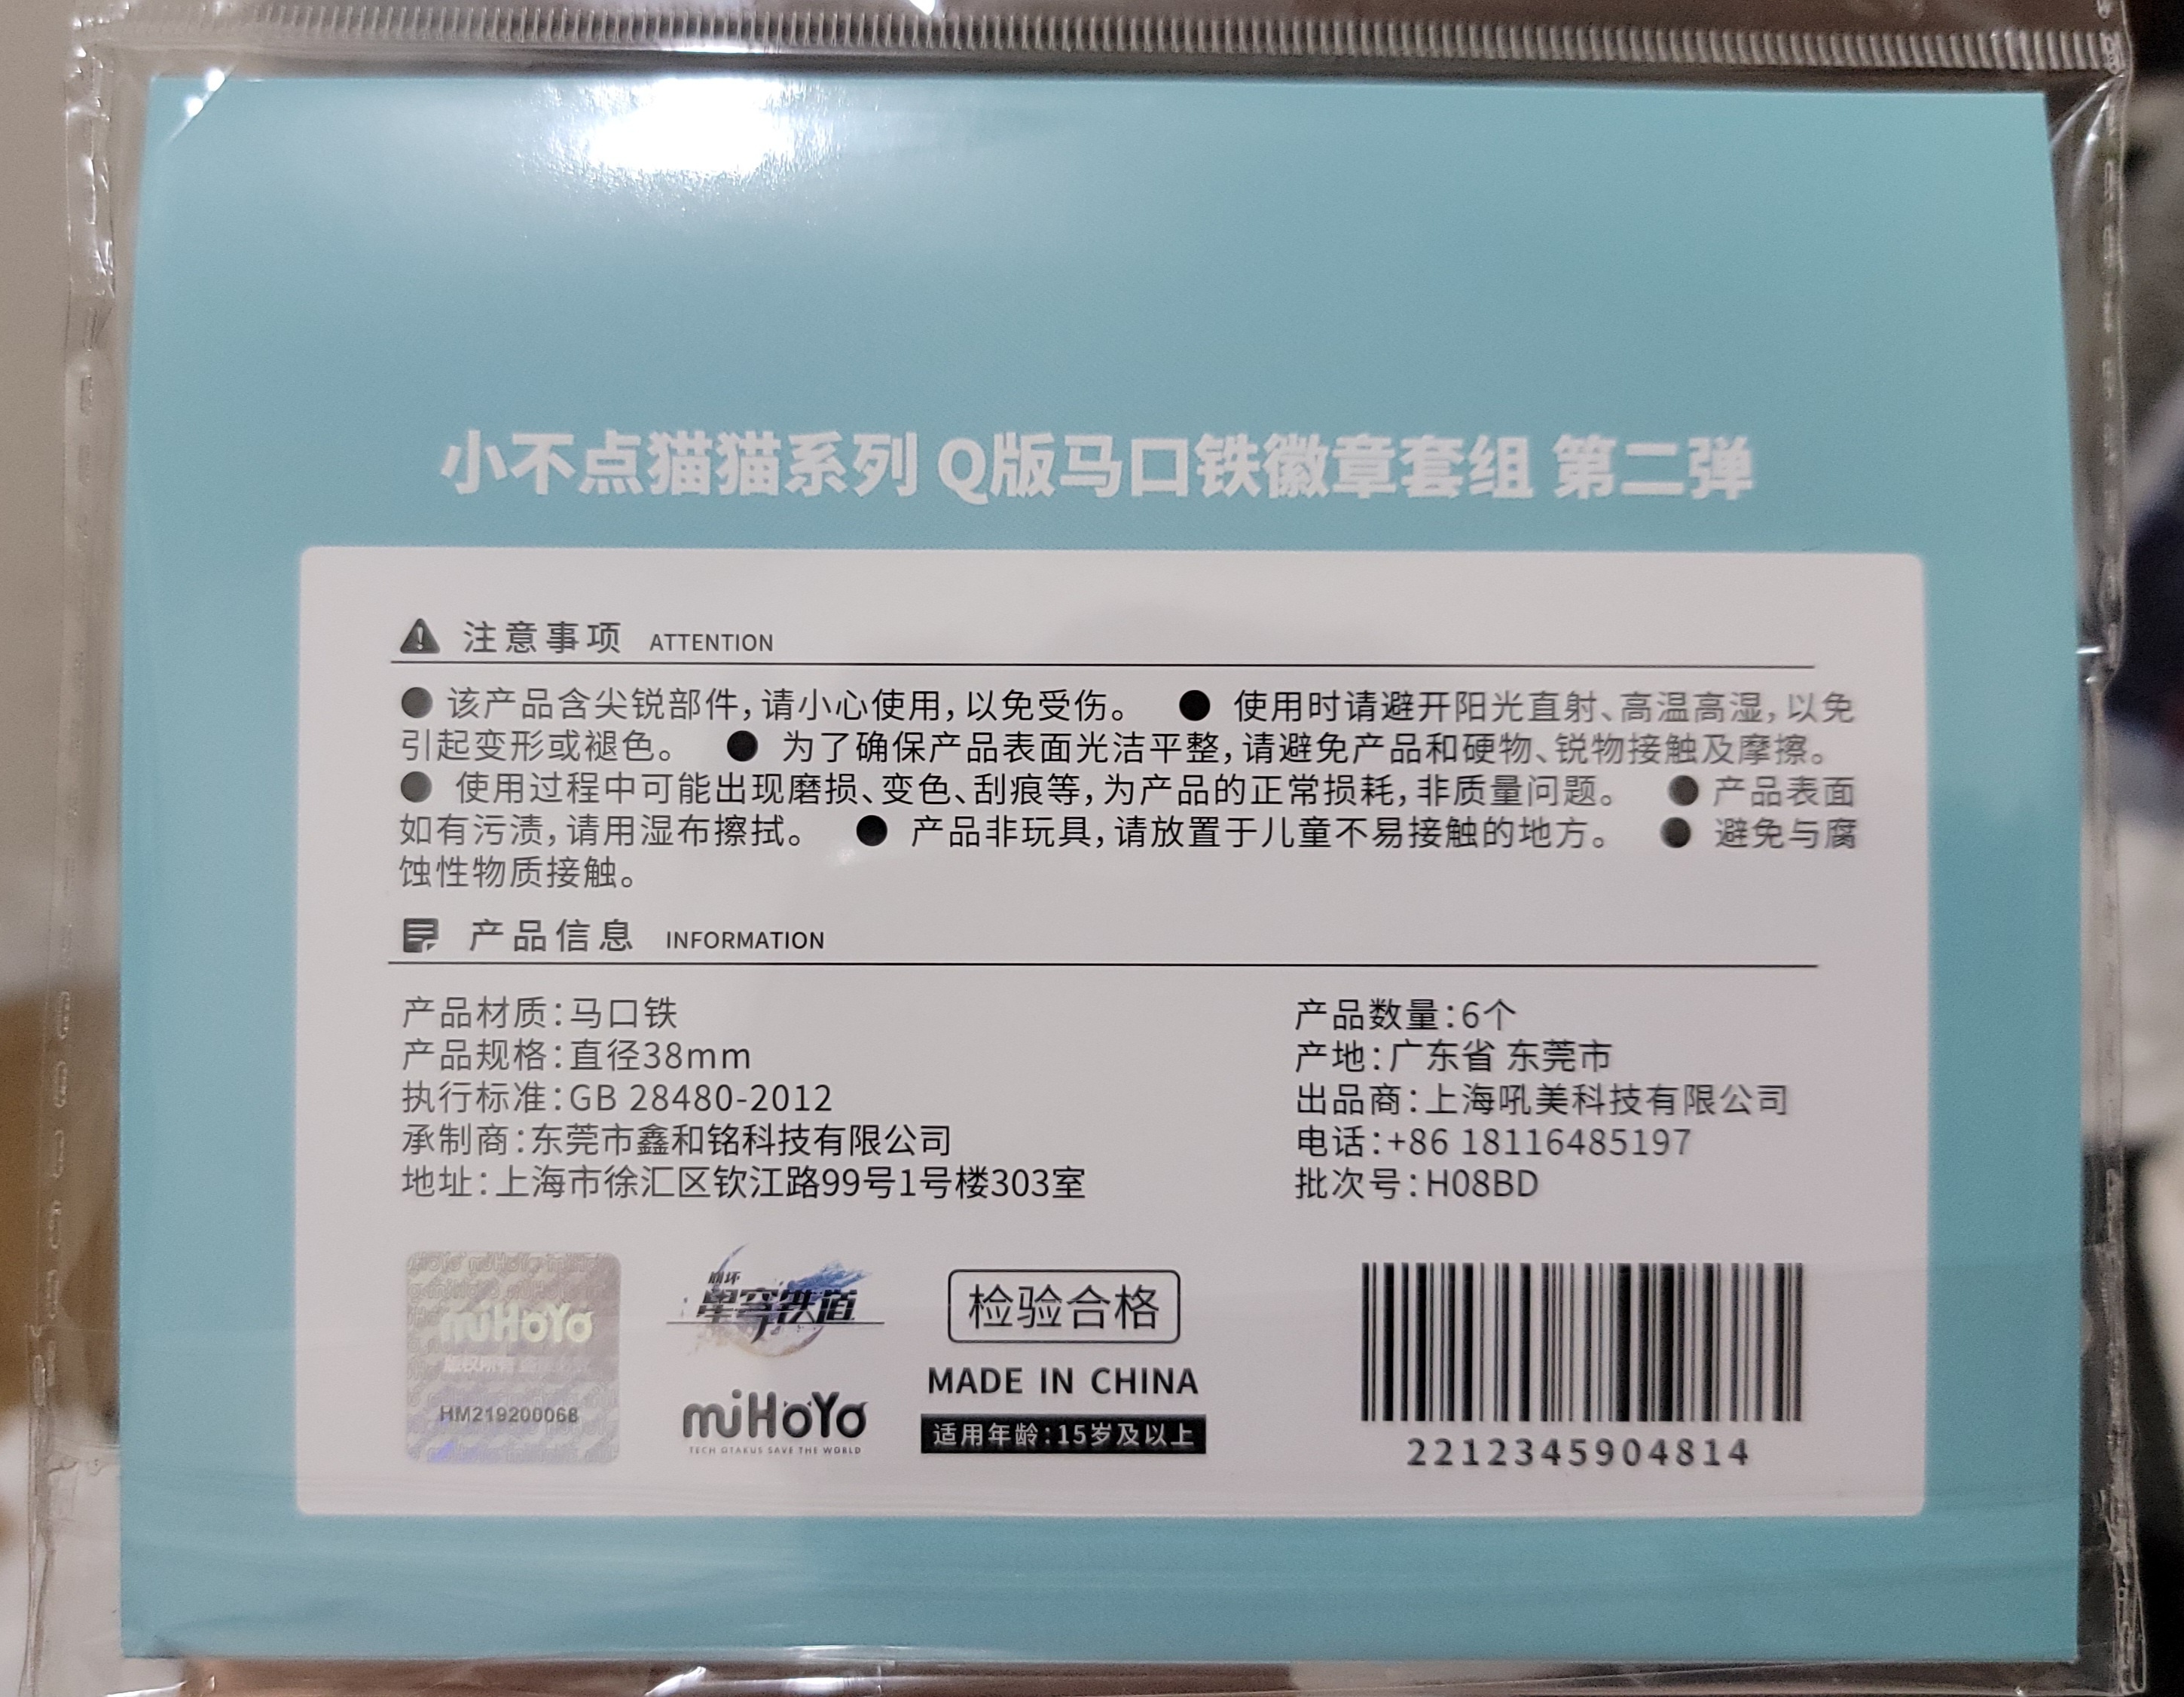 小不点猫猫系列 Q版马口铁徽章套组 第二弹
注意事项 ATTENTION
● 该产品含尖锐部件，请小心使用，以免受伤。 ● 使用时请避开阳光直射、高温高湿，以免
引起变形或褪色。 ● 为了确保产品表面光洁平整，请避免产品和硬物、锐物接触及摩擦。
● 使用过程中可能出现磨损、变色、刮痕等，为产品的正常损耗，非质量问题。 ● 产品表面
如有污渍，请用湿布擦拭。 ● 产品非玩具，请放置于儿童不易接触的地方。 ● 避免与腐
蚀性物质接触。
产品信息 INFORMATION
产品材质：马口铁
产品规格：直径38mm
执行标准：GB 28480-2012
承制商：东莞市鑫和铭科技有限公司
地址：上海市徐汇区钦江路99号1号楼303室
产品数量：6个
产地：广东省 东莞市
出品商：上海吼美科技有限公司
电话：+86 18116485197
批次号：H08BD
miHoYo
版权所有
HM219200068
崩坏
星穹铁道
miHoYo
TECH OTAKUS SAVE THE WORLD
检验合格
MADE IN CHINA
适用年龄：15岁及以上
2212345904814